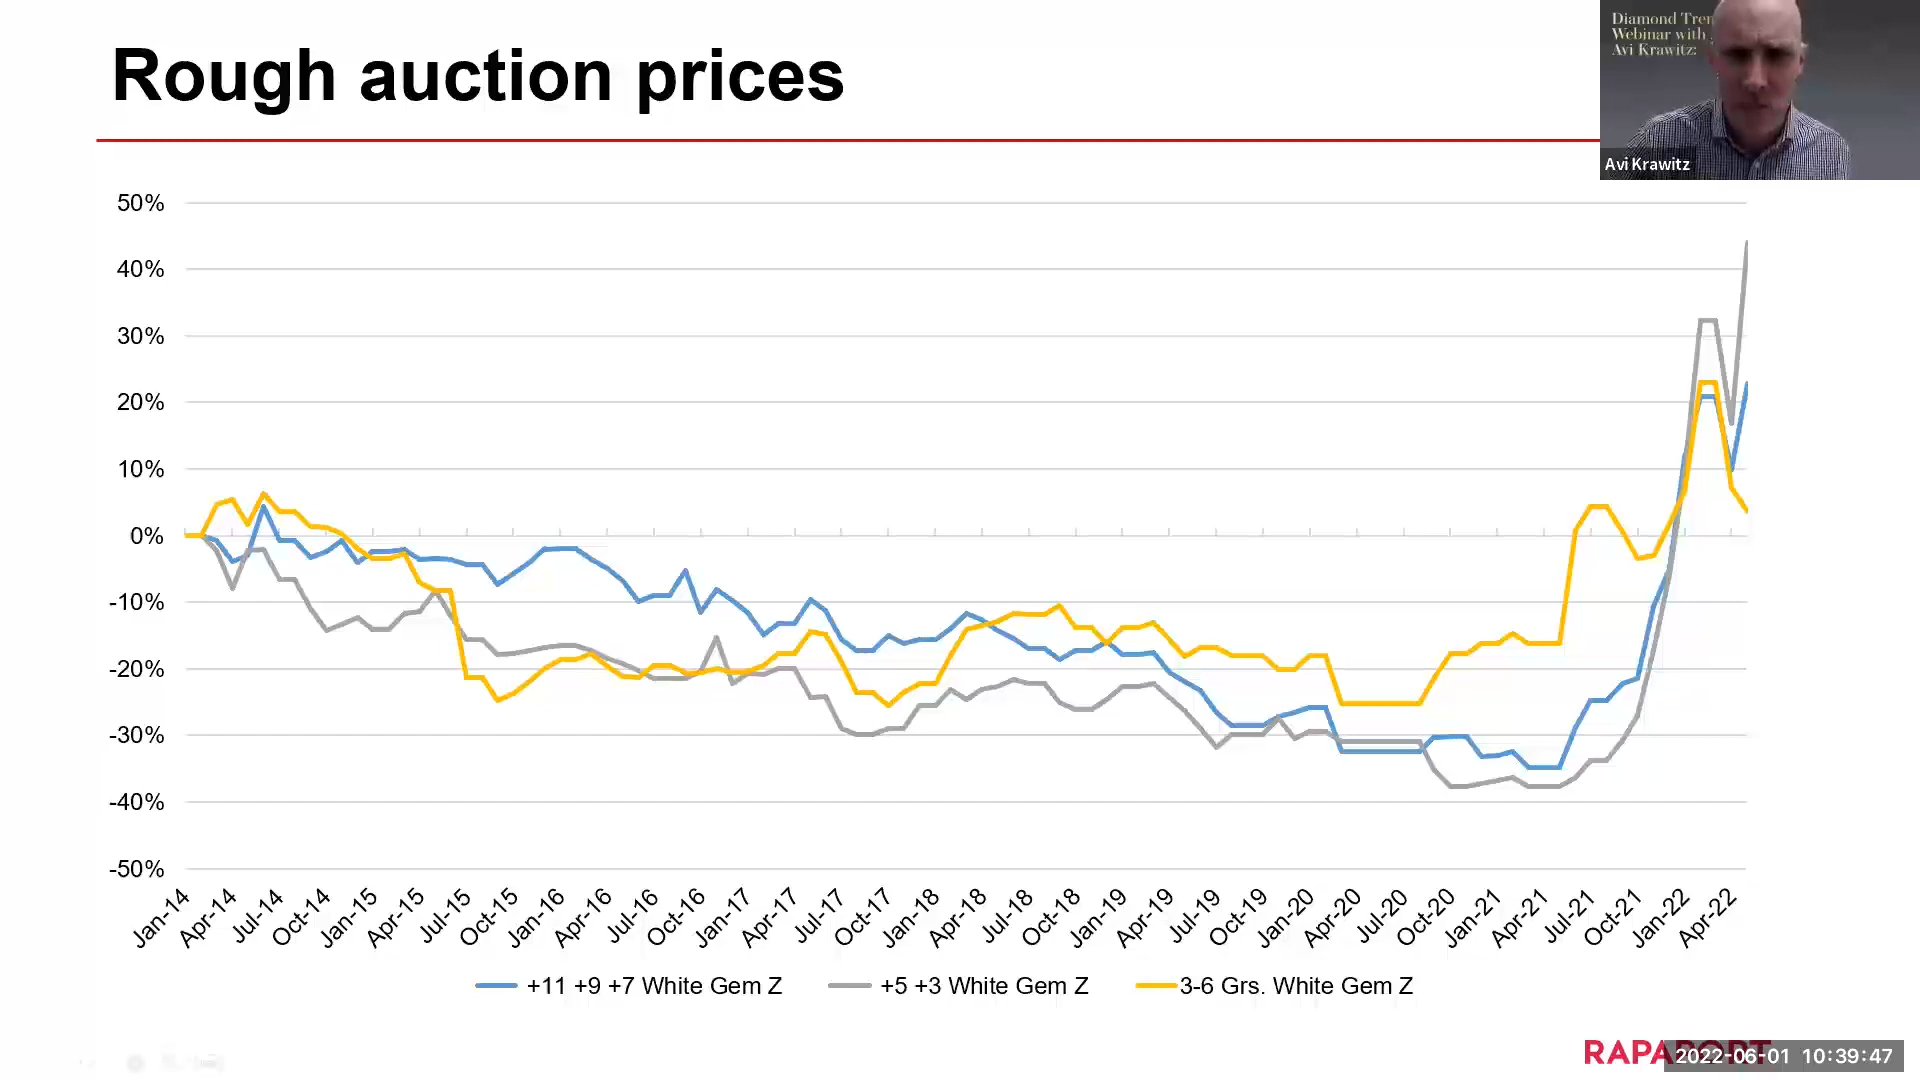 Rough auction prices
Diamond Tren
Webinar with
Avi Krawitz:
Avi Krawitz
50%
40%
30%
20%
10%
0%
-10%
-20%
-30%
-40%
-50%
Jan-14 Apr-14 Jul-14 Oct-14 Jan-15 Apr-15 Jul-15 Oct-15 Jan-16 Apr-16 Jul-16 Oct-16 Jan-17 Apr-17 Jul-17 Oct-17 Jan-18 Apr-18 Jul-18 Oct-18 Jan-19 Apr-19 Jul-19 Oct-19 Jan-20 Apr-20 Jul-20 Oct-20 Jan-21 Apr-21 Jul-21 Oct-21 Jan-22 Apr-22
+11 +9 +7 White Gem Z +5 +3 White Gem Z 3-6 Grs. White Gem Z
RAPAPORT
2022-06-01 10:39:47